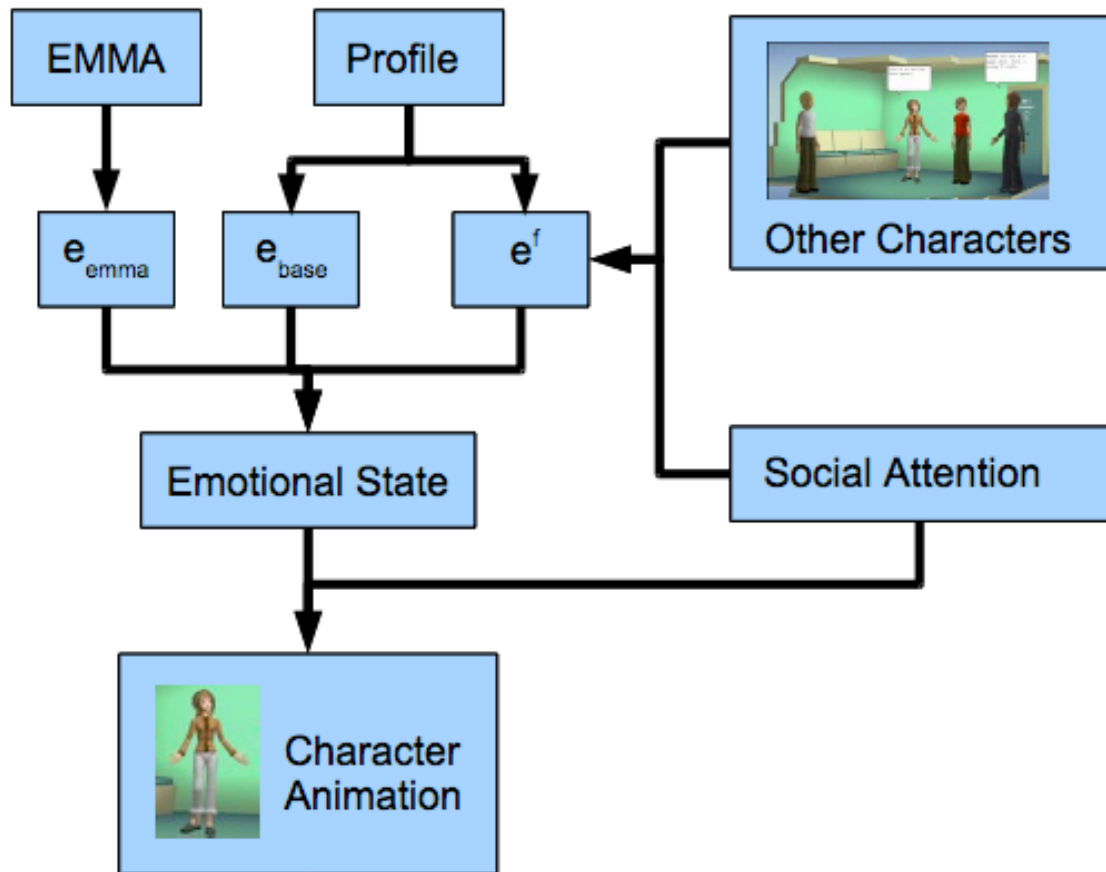 EMMA
Profile
Other Characters
e_emma
e_base
e^f
Emotional State
Social Attention
Character
Animation